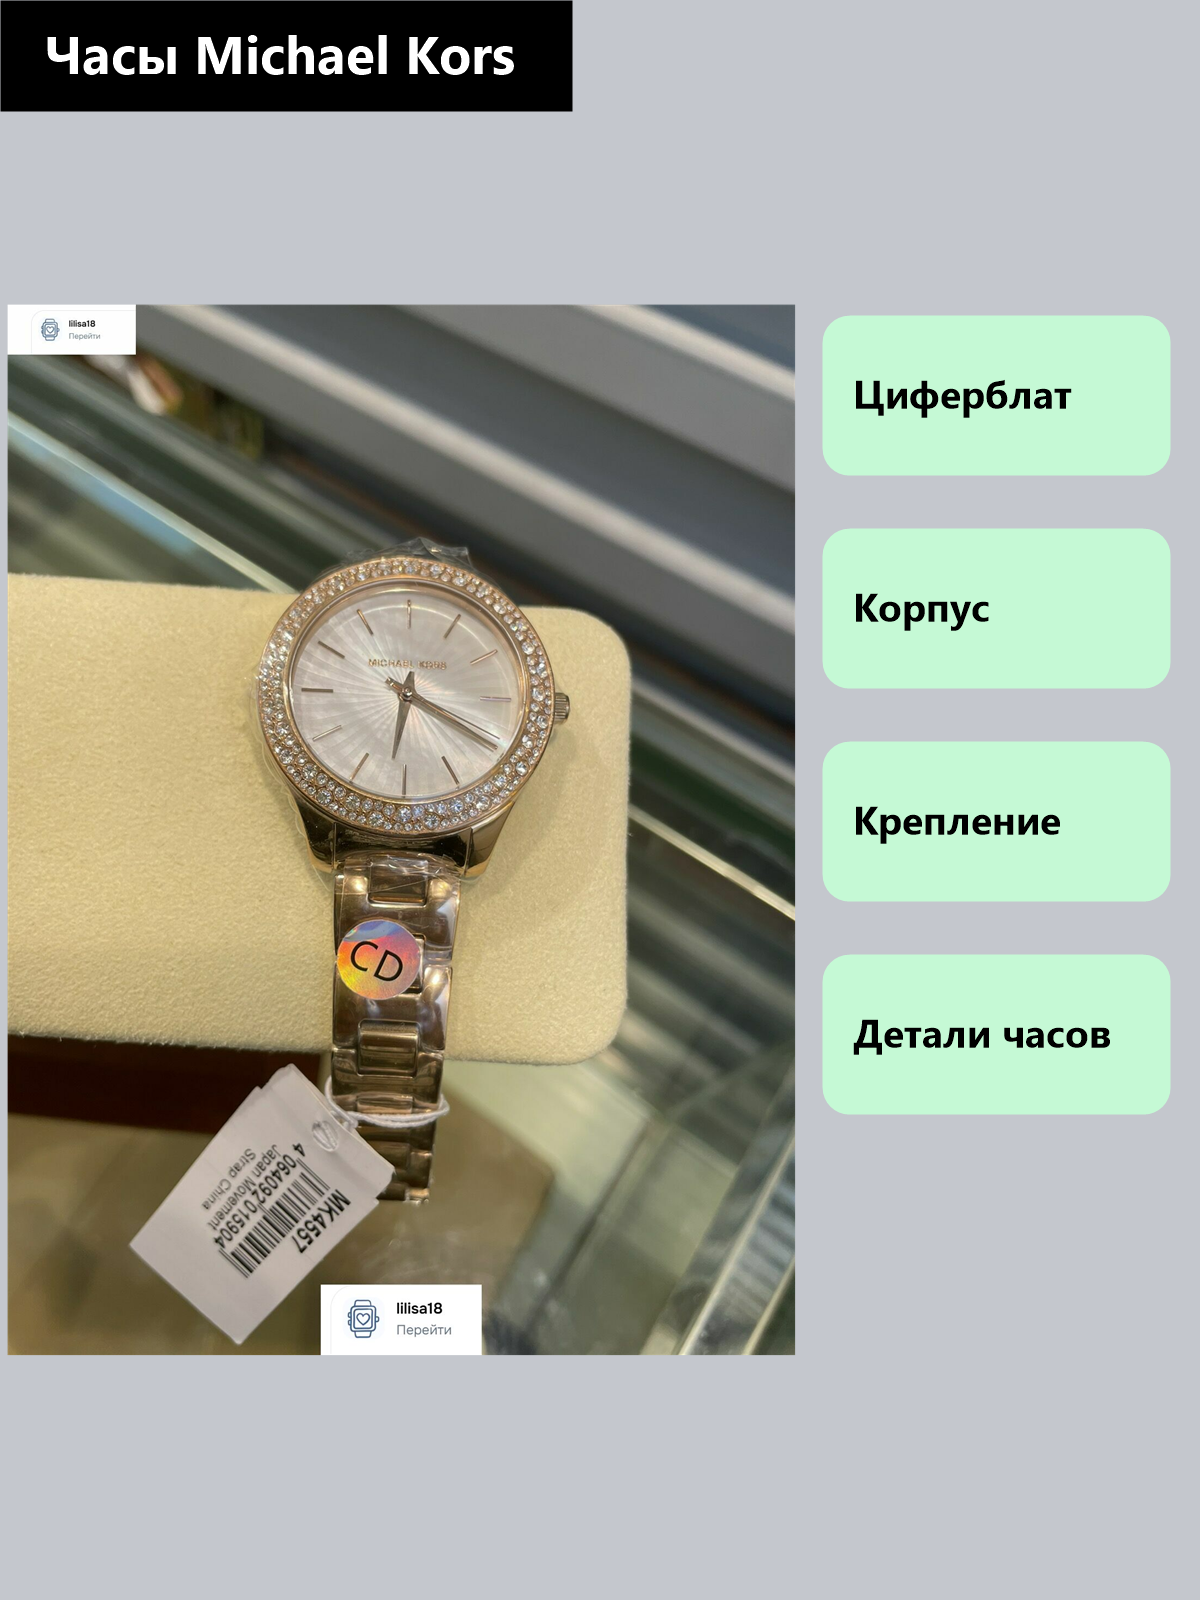 Часы Michael Kors
lilisa18
Перейти
Циферблат
Корпус
MICHAEL KORS
Крепление
CD
Детали часов
MK4557
4 064092 015904
Japan Movement
Strap China
lilisa18
Перейти